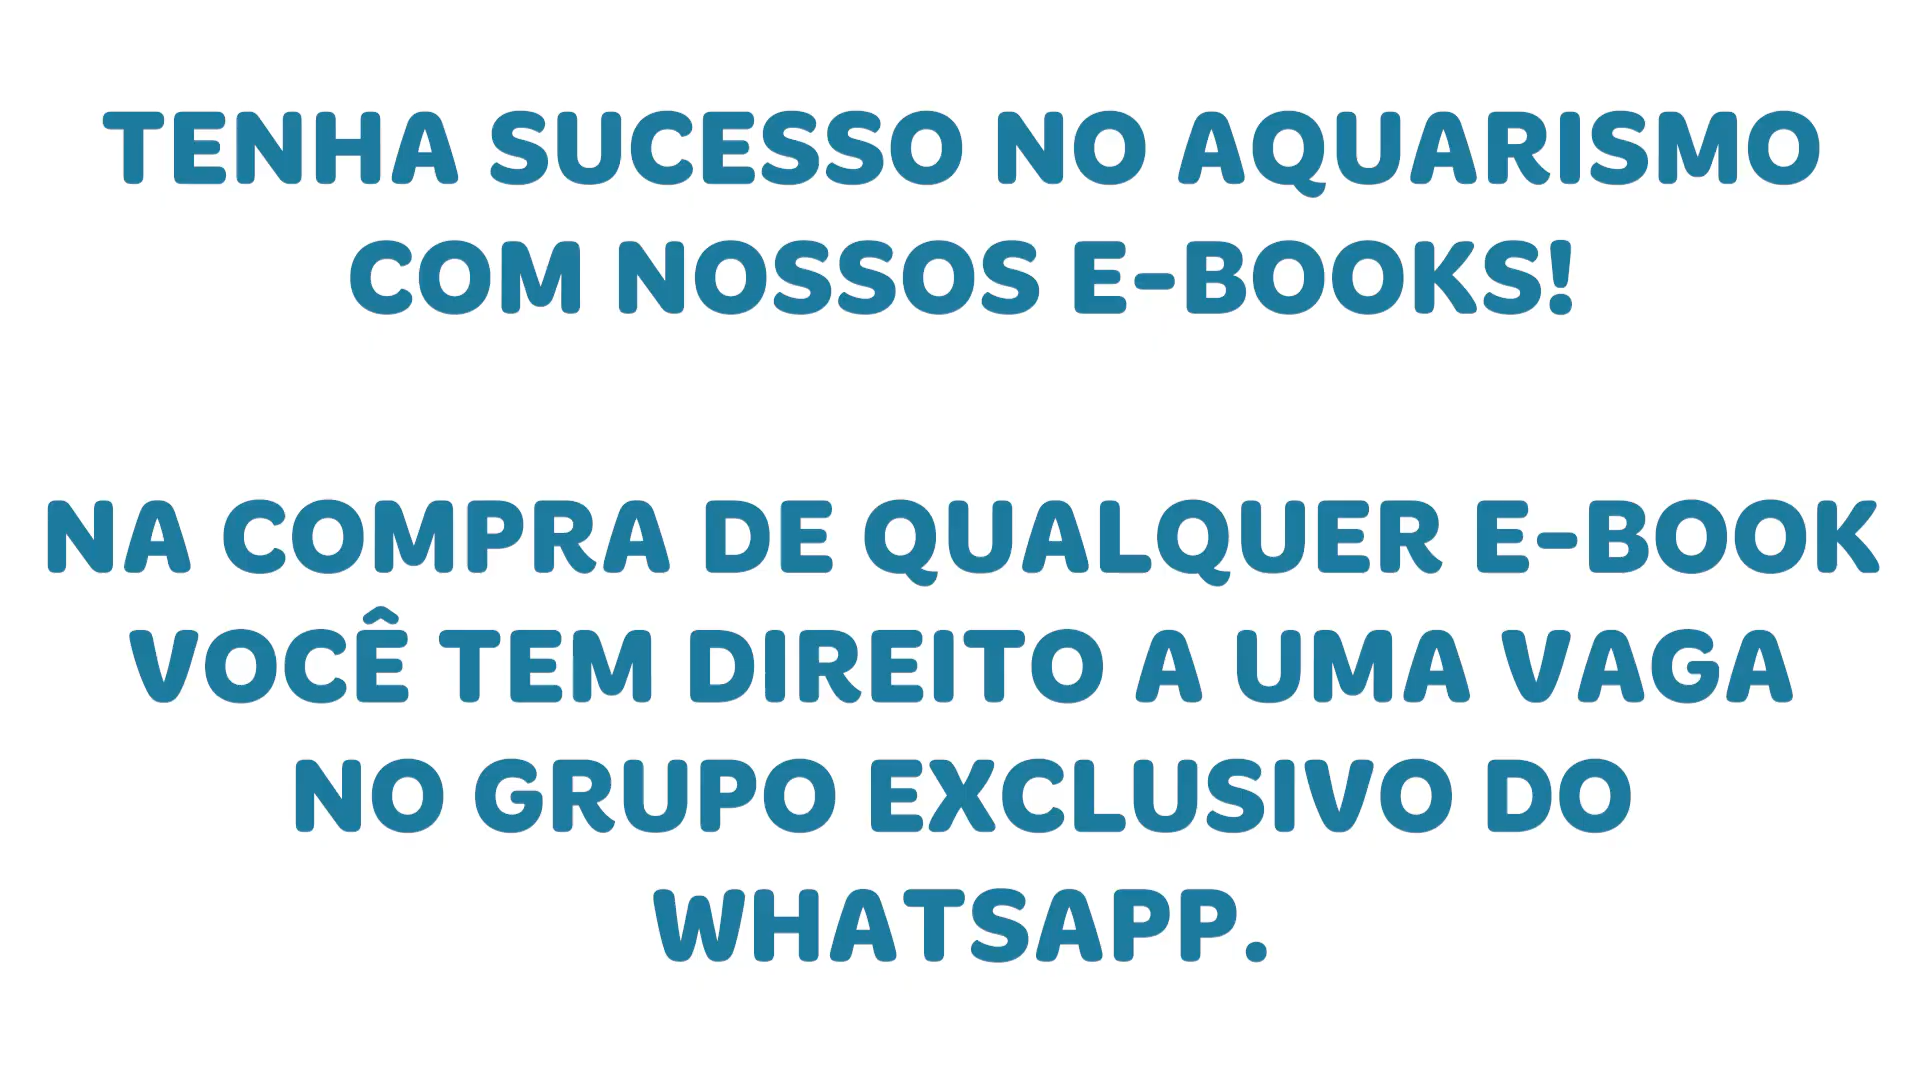 TENHA SUCESSO NO AQUARISMO
COM NOSSOS E-BOOKS!
NA COMPRA DE QUALQUER E-BOOK
VOCÊ TEM DIREITO A UMA VAGA
NO GRUPO EXCLUSIVO DO
WHATSAPP.